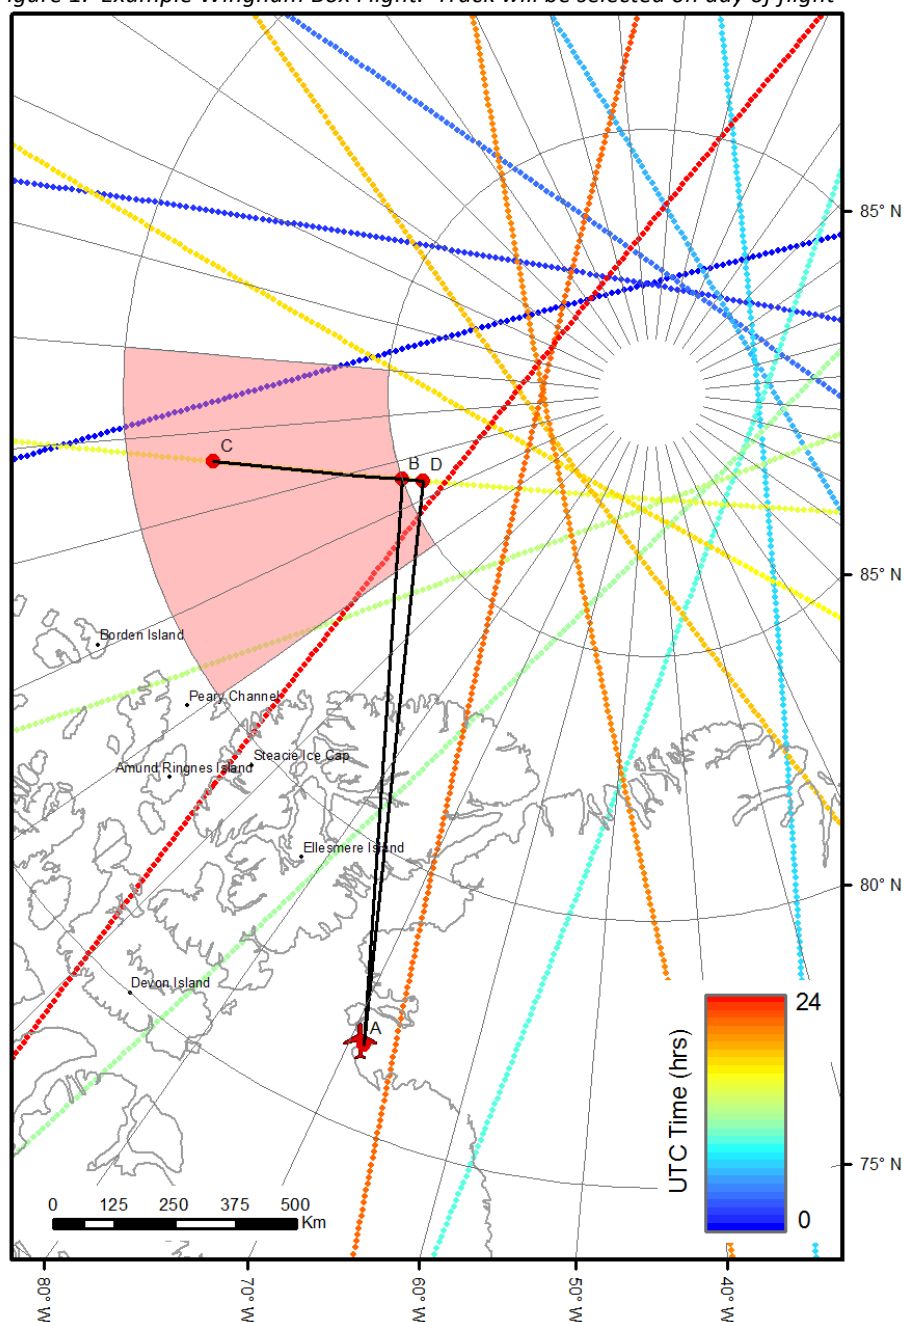 igure 1. Example Wingham Box Flight. Track will be selected on day of flight
85° N
C
B
D
85° N
Borden Island
Peary Channel
Steacie Ice Cap
Amund Ringnes Island
Ellesmere Island
80° N
Devon Island
A
24
UTC Time (hrs)
0
75° N
0 125 250 375 500
Km
80° W
70° W
60° W
50° W
40° W